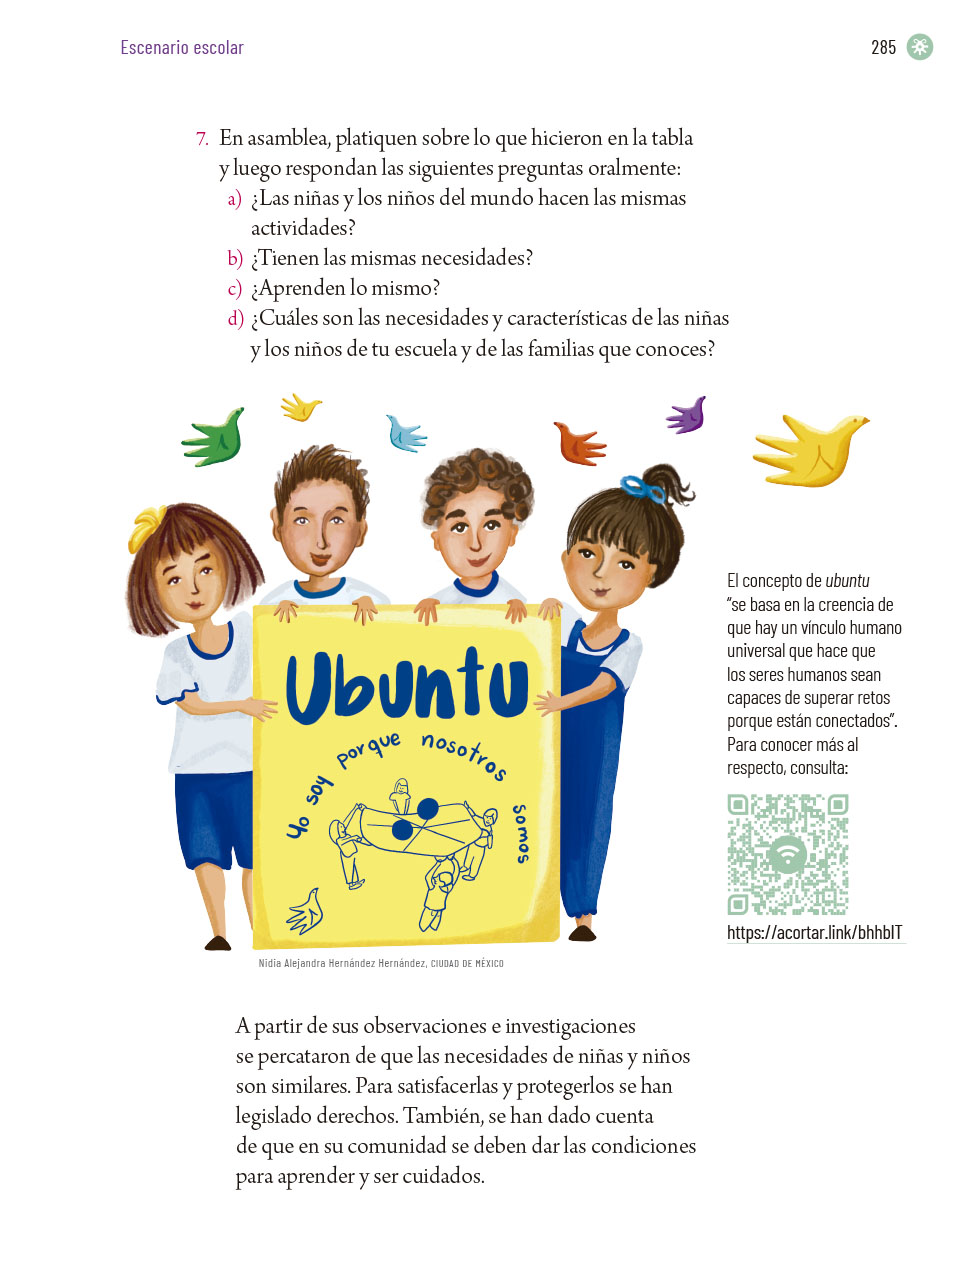 Escenario escolar
285
7. En asamblea, platiquen sobre lo que hicieron en la tabla
y luego respondan las siguientes preguntas oralmente:
a) ¿Las niñas y los niños del mundo hacen las mismas
actividades?
b) ¿Tienen las mismas necesidades?
c) ¿Aprenden lo mismo?
d) ¿Cuáles son las necesidades y características de las niñas
y los niños de tu escuela y de las familias que conoces?
Ubuntu
Yo soy porque nosotros somos
Nidia Alejandra Hernández Hernández, CIUDAD DE MÉXICO
El concepto de ubuntu
“se basa en la creencia de
que hay un vínculo humano
universal que hace que
los seres humanos sean
capaces de superar retos
porque están conectados”.
Para conocer más al
respecto, consulta:
https://acortar.link/bhhbIT
A partir de sus observaciones e investigaciones
se percataron de que las necesidades de niñas y niños
son similares. Para satisfacerlas y protegerlos se han
legislado derechos. También, se han dado cuenta
de que en su comunidad se deben dar las condiciones
para aprender y ser cuidados.